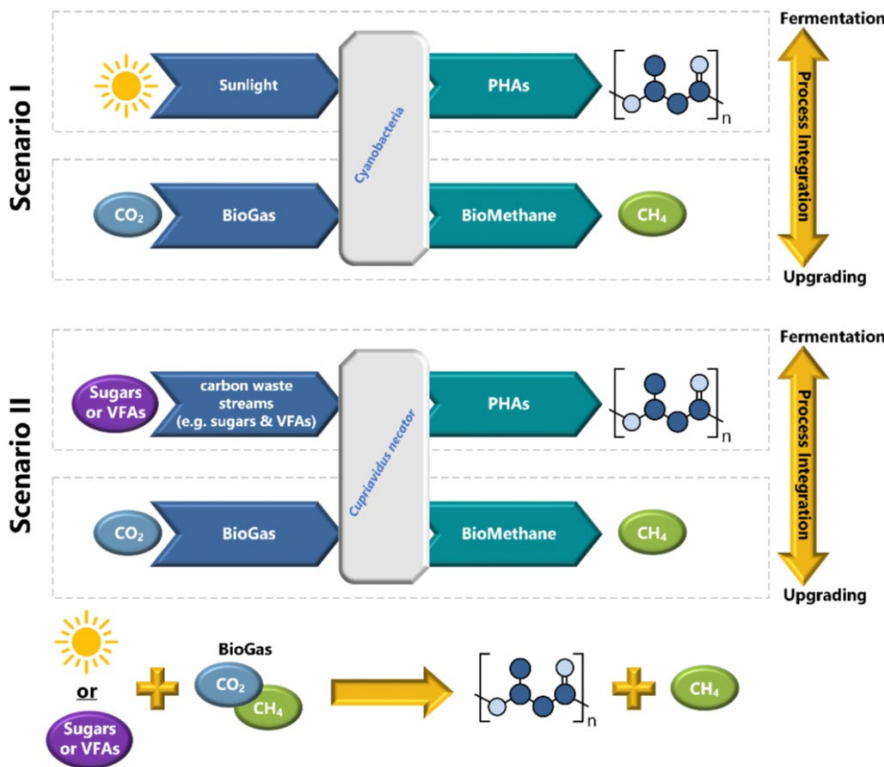 Fermentation
Scenario I
Sunlight
PHAs
n
Cyanobacteria
Process Integration
CO₂
BioGas
BioMethane
CH₄
Upgrading
Fermentation
Scenario II
Sugars
or VFAs
carbon waste
streams
(e.g. sugars & VFAs)
PHAs
n
Cupriavidus necator
Process Integration
CO₂
BioGas
BioMethane
CH₄
Upgrading
or
Sugars
or VFAs
BioGas
CO₂
CH₄
n
CH₄